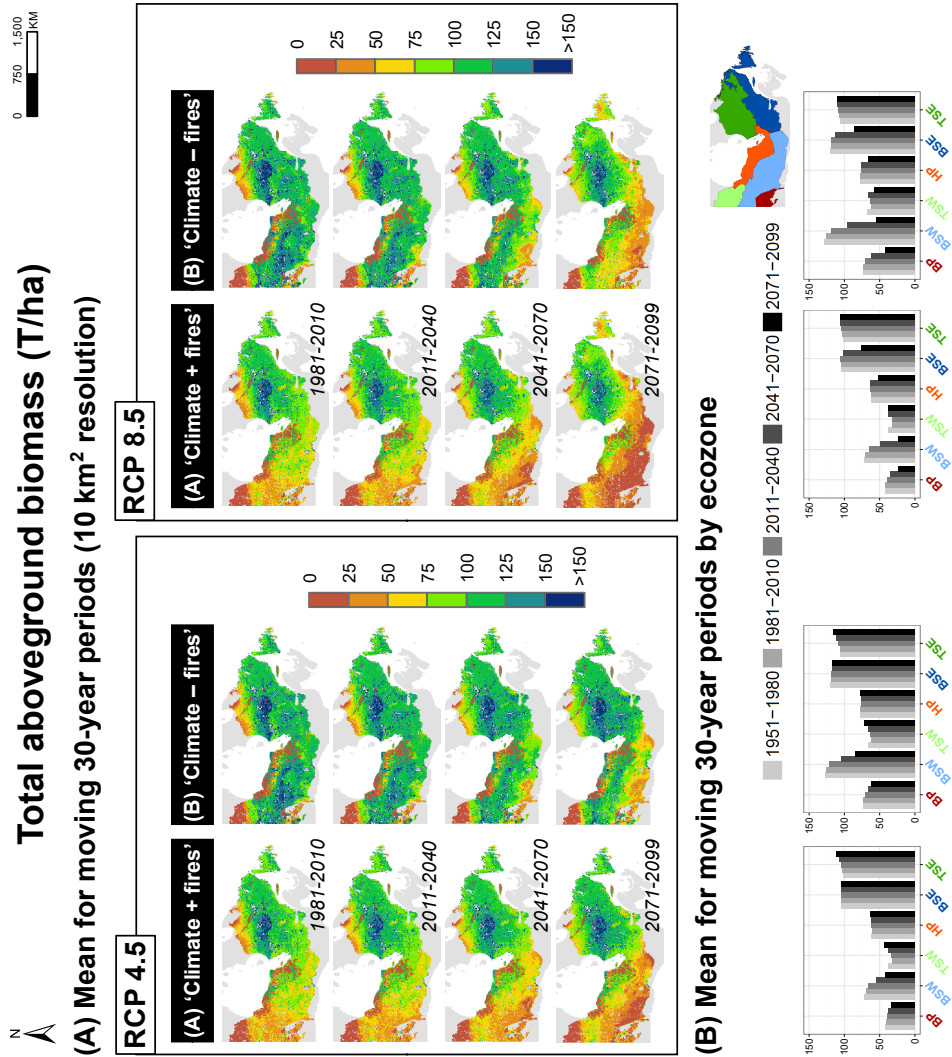 N
Total aboveground biomass (T/ha)
0 750 1,500
KM
(A) Mean for moving 30-year periods (10 km² resolution)
RCP 4.5
(A) ‘Climate + fires’
(B) ‘Climate – fires’
1981–2010
2011–2040
2041–2070
2071–2099
0
25
50
75
100
125
150
>150
RCP 8.5
(A) ‘Climate + fires’
(B) ‘Climate – fires’
1981–2010
2011–2040
2041–2070
2071–2099
0
25
50
75
100
125
150
>150
(B) Mean for moving 30-year periods by ecozone
1951–1980 1981–2010 2011–2040 2041–2070 2071–2099
150
100
50
0
BP BSW TSW HP BSE TSE
150
100
50
0
BP BSW TSW HP BSE TSE
150
100
50
0
BP BSW TSW HP BSE TSE
150
100
50
0
BP BSW TSW HP BSE TSE